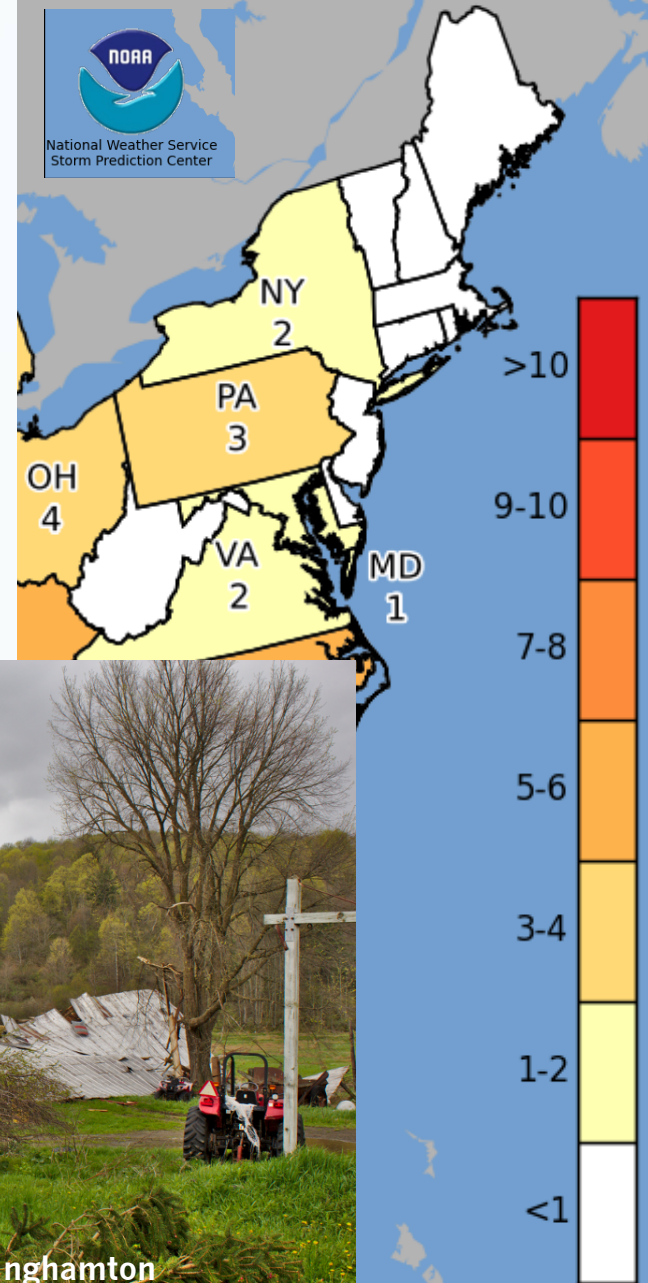 NOAA
National Weather Service
Storm Prediction Center
NY
2
PA
3
OH
4
VA
2
MD
1
>10
9-10
7-8
5-6
3-4
1-2
<1
nghamton